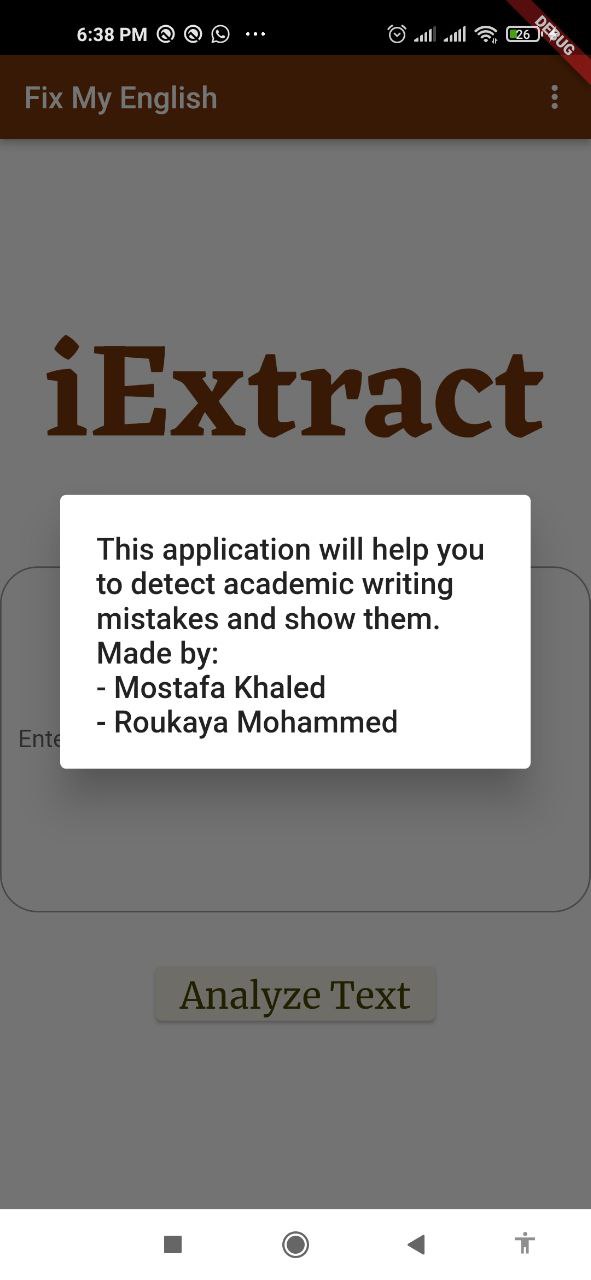 6:38 PM
26
DEBUG
Fix My English
iExtract
This application will help you
to detect academic writing
mistakes and show them.
Made by:
- Mostafa Khaled
- Roukaya Mohammed
Ente
Analyze Text